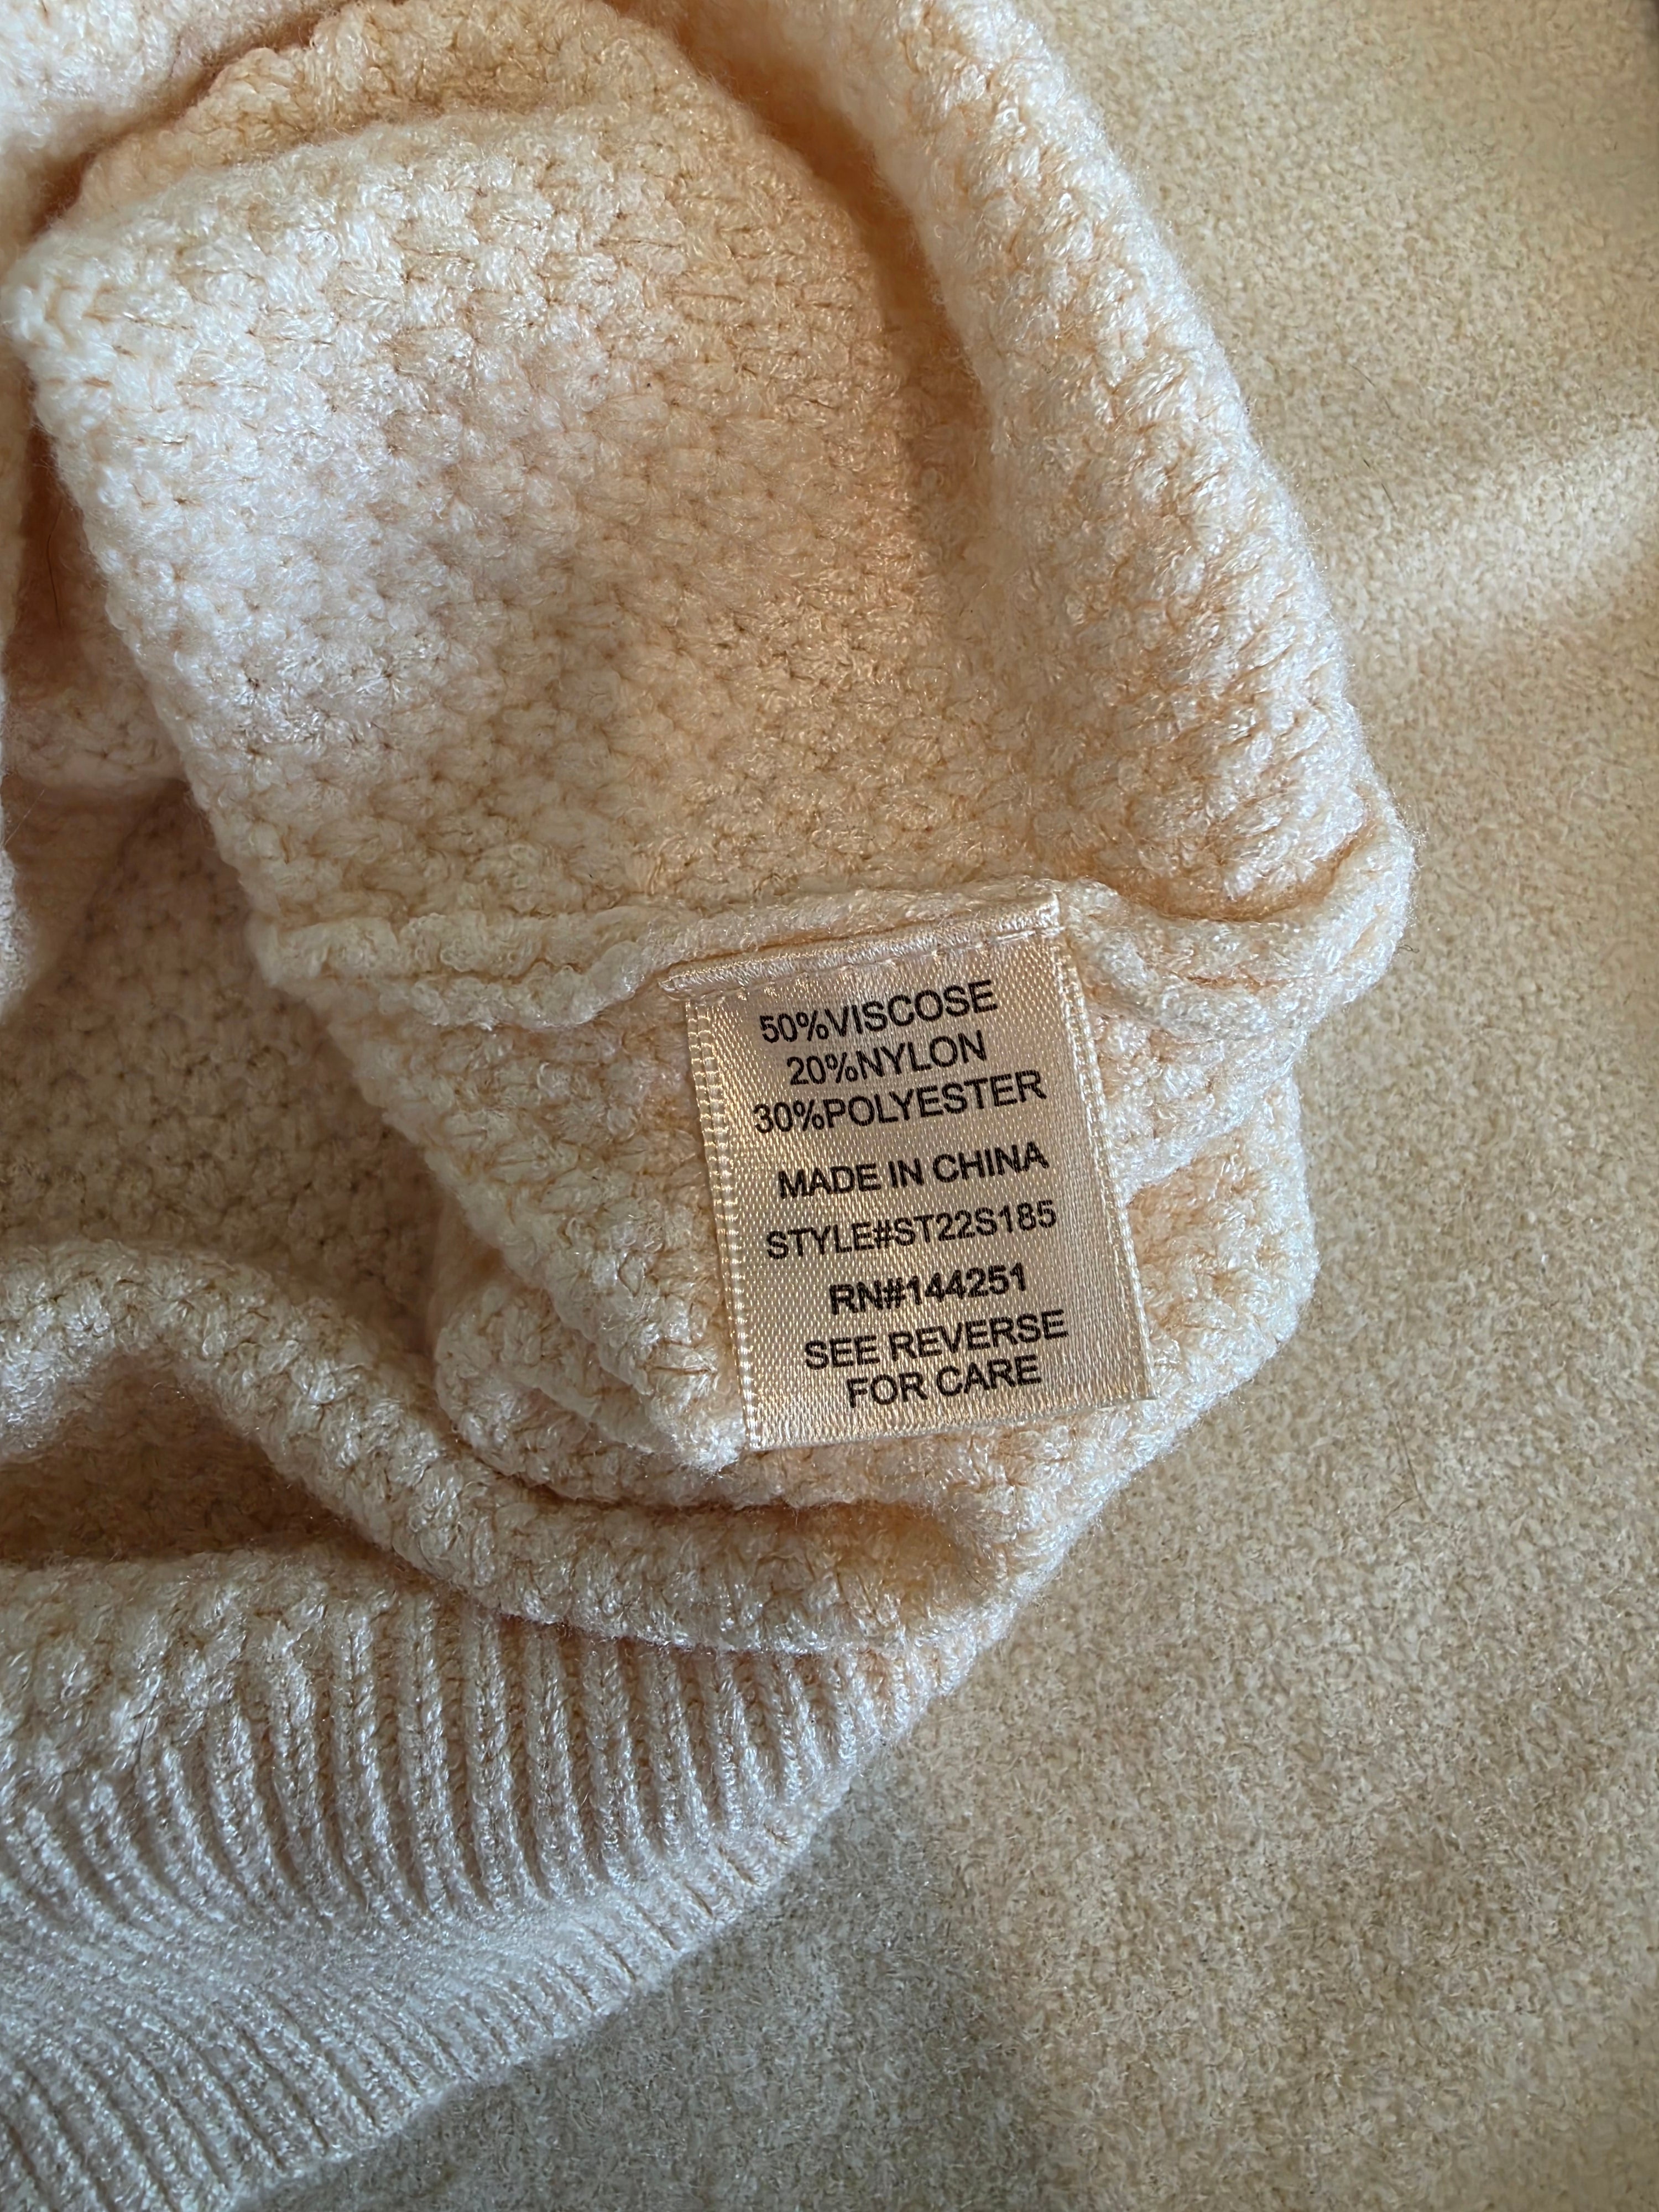 50%VISCOSE
20%NYLON
30%POLYESTER
MADE IN CHINA
STYLE#ST22S185
RN#144251
SEE REVERSE
FOR CARE